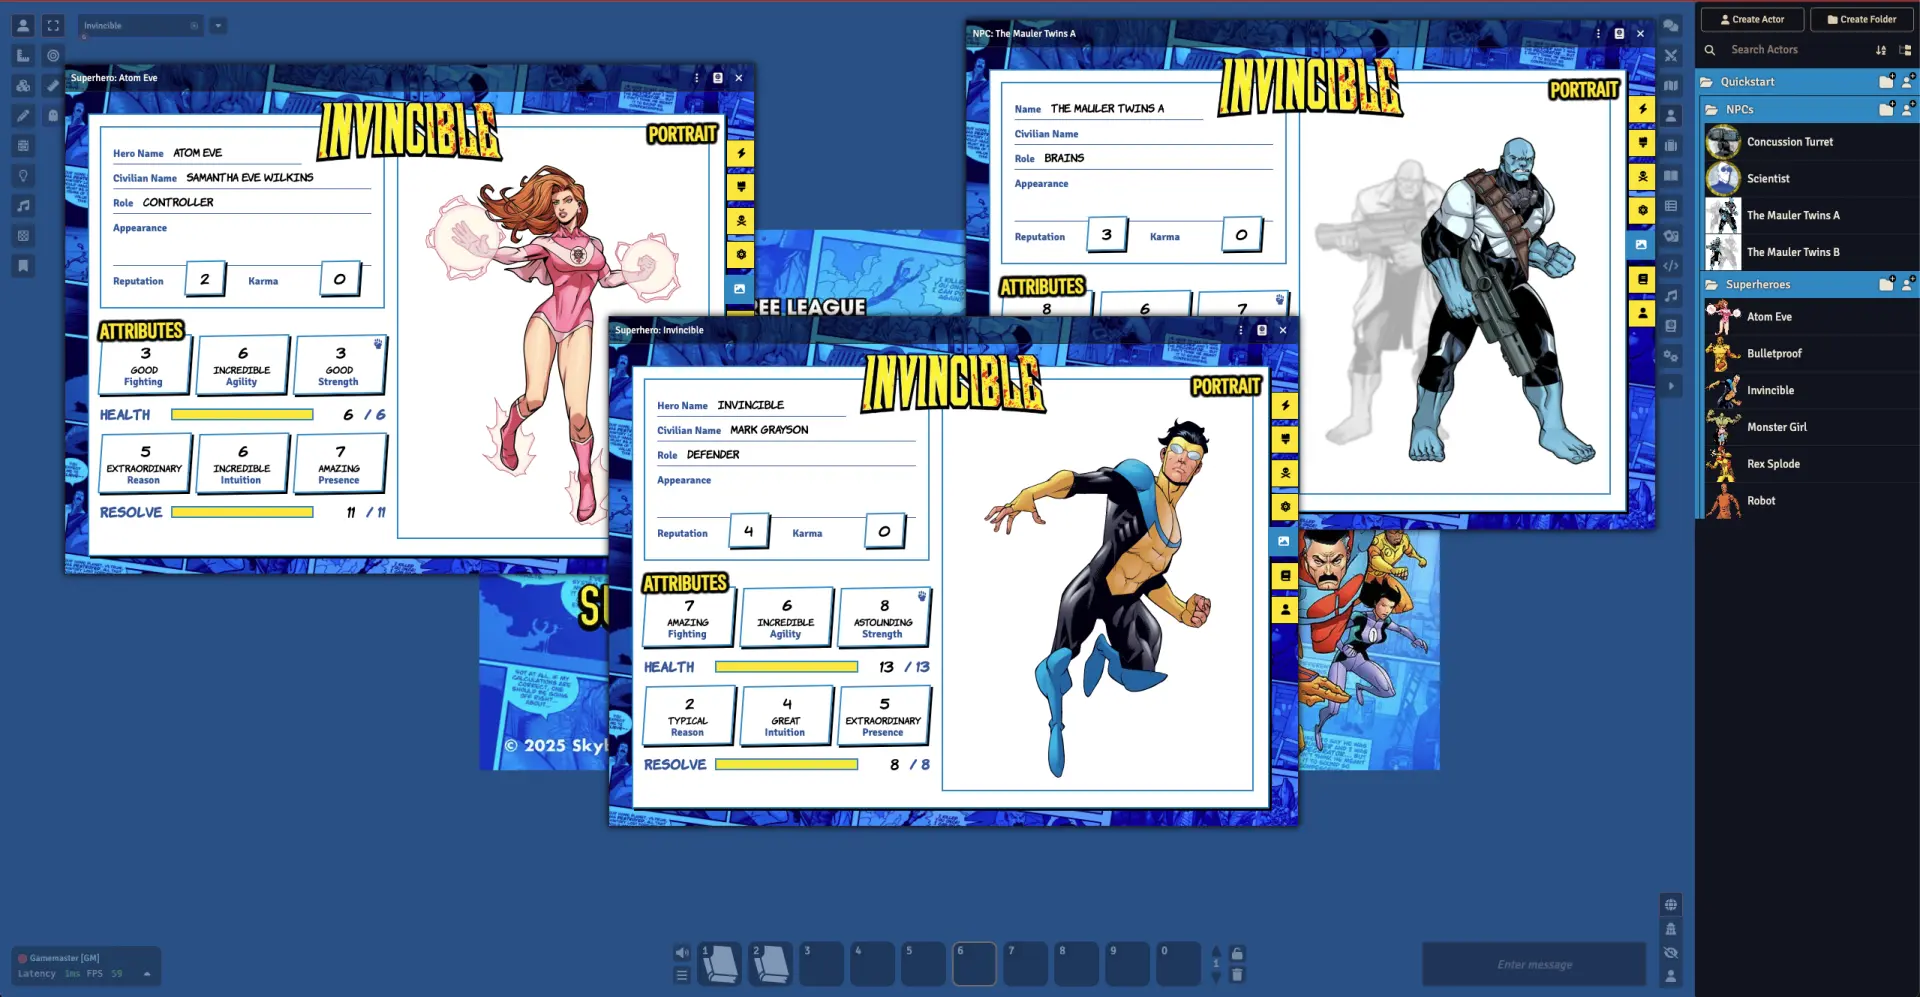 Invincible
Superhero: Atom Eve
INVINCIBLE
PORTRAIT
Hero Name ATOM EVE
Civilian Name SAMANTHA EVE WILKINS
Role CONTROLLER
Appearance
Reputation 2 Karma 0
ATTRIBUTES
3 6 3
GOOD INCREDIBLE GOOD
Fighting Agility Strength
HEALTH 6 / 6
5 6 7
EXTRAORDINARY INCREDIBLE AMAZING
Reason Intuition Presence
RESOLVE 11 / 11
NPC: The Mauler Twins A
INVINCIBLE
PORTRAIT
Name THE MAULER TWINS A
Civilian Name
Role BRAINS
Appearance
Reputation 3 Karma 0
ATTRIBUTES
8 6 7
REE LEAGUE
Superhero: Invincible
INVINCIBLE
PORTRAIT
Hero Name INVINCIBLE
Civilian Name MARK GRAYSON
Role DEFENDER
Appearance
Reputation 4 Karma 0
ATTRIBUTES
7 6 8
AMAZING INCREDIBLE ASTOUNDING
Fighting Agility Strength
HEALTH 13 / 13
2 4 5
TYPICAL GREAT EXTRAORDINARY
Reason Intuition Presence
RESOLVE 8 / 8
© 2025 Skyb
Create Actor Create Folder
Search Actors
Quickstart
NPCs
Concussion Turret
Scientist
The Mauler Twins A
The Mauler Twins B
Superheroes
Atom Eve
Bulletproof
Invincible
Monster Girl
Rex Splode
Robot
Gamemaster [GM]
Latency 1ms FPS 59
1 2 3 4 5 6 7 8 9 0
1
Enter message